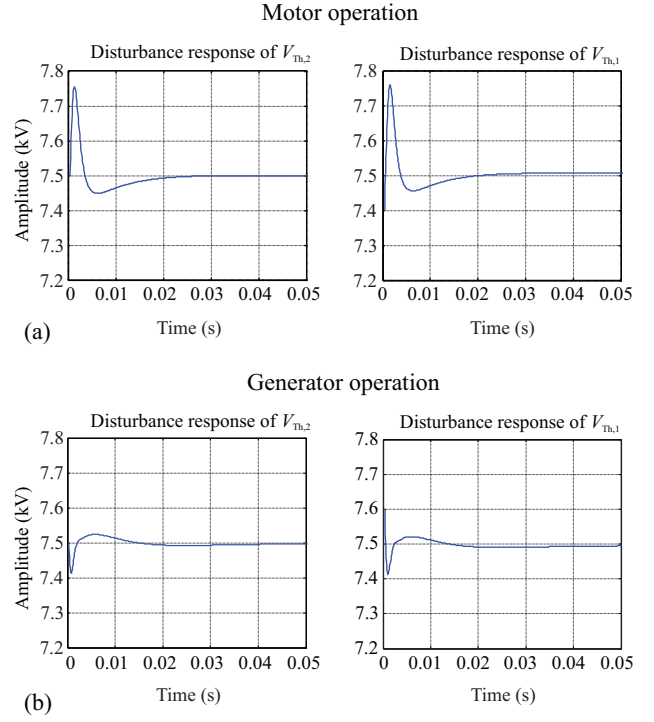 Motor operation
Disturbance response of V_Th,2
Disturbance response of V_Th,1
Amplitude (kV)
7.8
7.7
7.6
7.5
7.4
7.3
7.2
0 0.01 0.02 0.03 0.04 0.05
Time (s)
7.8
7.7
7.6
7.5
7.4
7.3
7.2
0 0.01 0.02 0.03 0.04 0.05
Time (s)
(a)
Generator operation
Disturbance response of V_Th,2
Disturbance response of V_Th,1
Amplitude (kV)
7.8
7.7
7.6
7.5
7.4
7.3
7.2
0 0.01 0.02 0.03 0.04 0.05
Time (s)
7.8
7.7
7.6
7.5
7.4
7.3
7.2
0 0.01 0.02 0.03 0.04 0.05
Time (s)
(b)